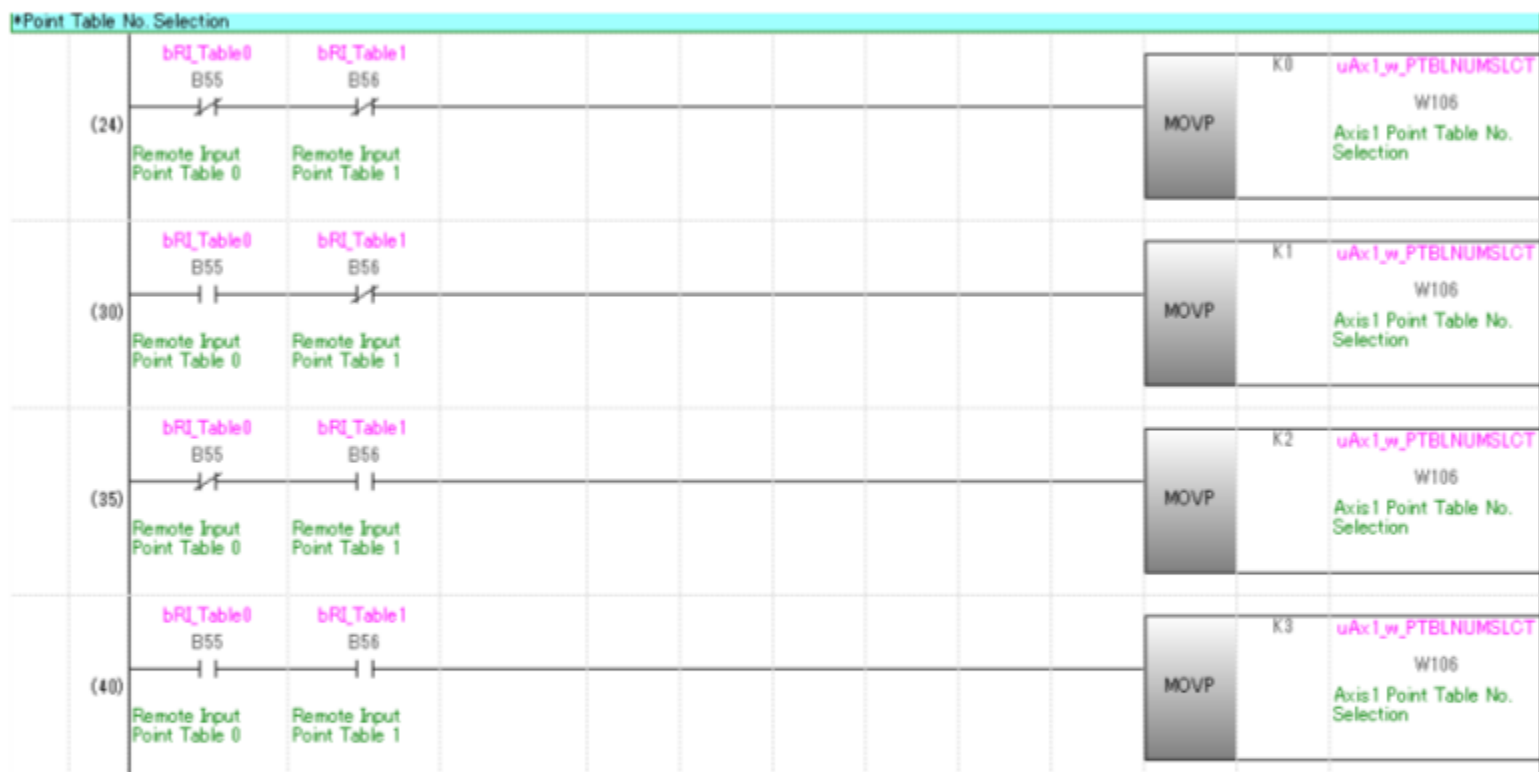 *Point Table No. Selection
bRI_Table0 bRI_Table1
B55 B56
K0 uAx1_w_PTBLNUMSLCT
W106
(24)
MOVP
Axis1 Point Table No.
Selection
Remote Input Remote Input
Point Table 0 Point Table 1
bRI_Table0 bRI_Table1
B55 B56
K1 uAx1_w_PTBLNUMSLCT
W106
(30)
MOVP
Axis1 Point Table No.
Selection
Remote Input Remote Input
Point Table 0 Point Table 1
bRI_Table0 bRI_Table1
B55 B56
K2 uAx1_w_PTBLNUMSLCT
W106
(35)
MOVP
Axis1 Point Table No.
Selection
Remote Input Remote Input
Point Table 0 Point Table 1
bRI_Table0 bRI_Table1
B55 B56
K3 uAx1_w_PTBLNUMSLCT
W106
(40)
MOVP
Axis1 Point Table No.
Selection
Remote Input Remote Input
Point Table 0 Point Table 1